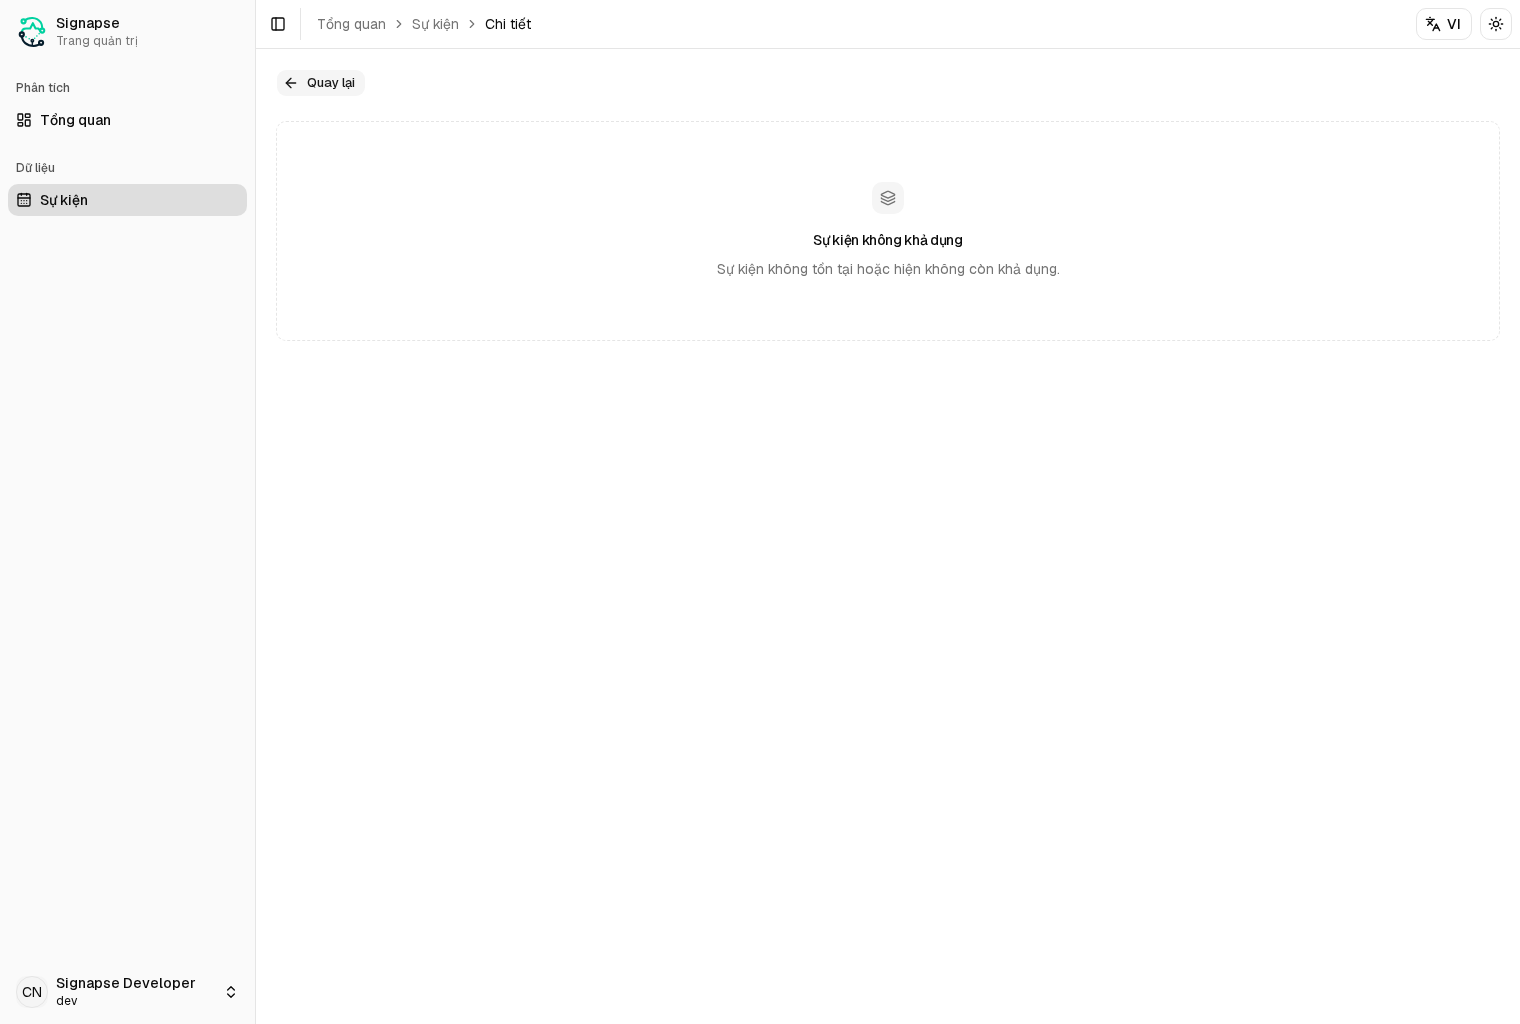 Signapse
Trang quản trị
Phân tích
Tổng quan
Dữ liệu
Sự kiện
CN
Signapse Developer
dev
Tổng quan
Sự kiện
Chi tiết
VI
Quay lại
Sự kiện không khả dụng
Sự kiện không tồn tại hoặc hiện không còn khả dụng.